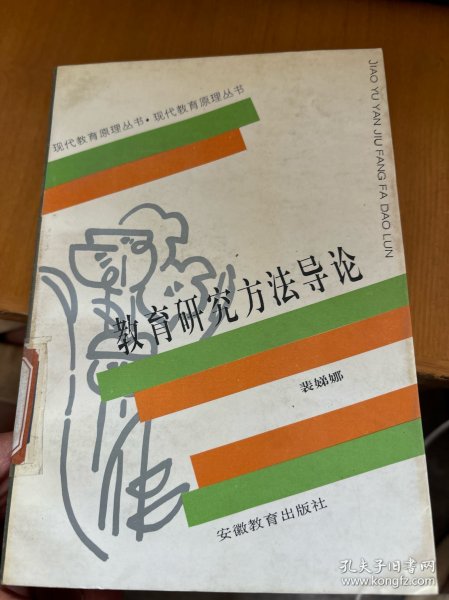 现代教育原理丛书·现代教育原理丛书
JIAO YU YAN JIU FANG FA DAO LUN
教育研究方法导论
裴娣娜
安徽教育出版社
孔夫子旧书网
www.kongfz.com